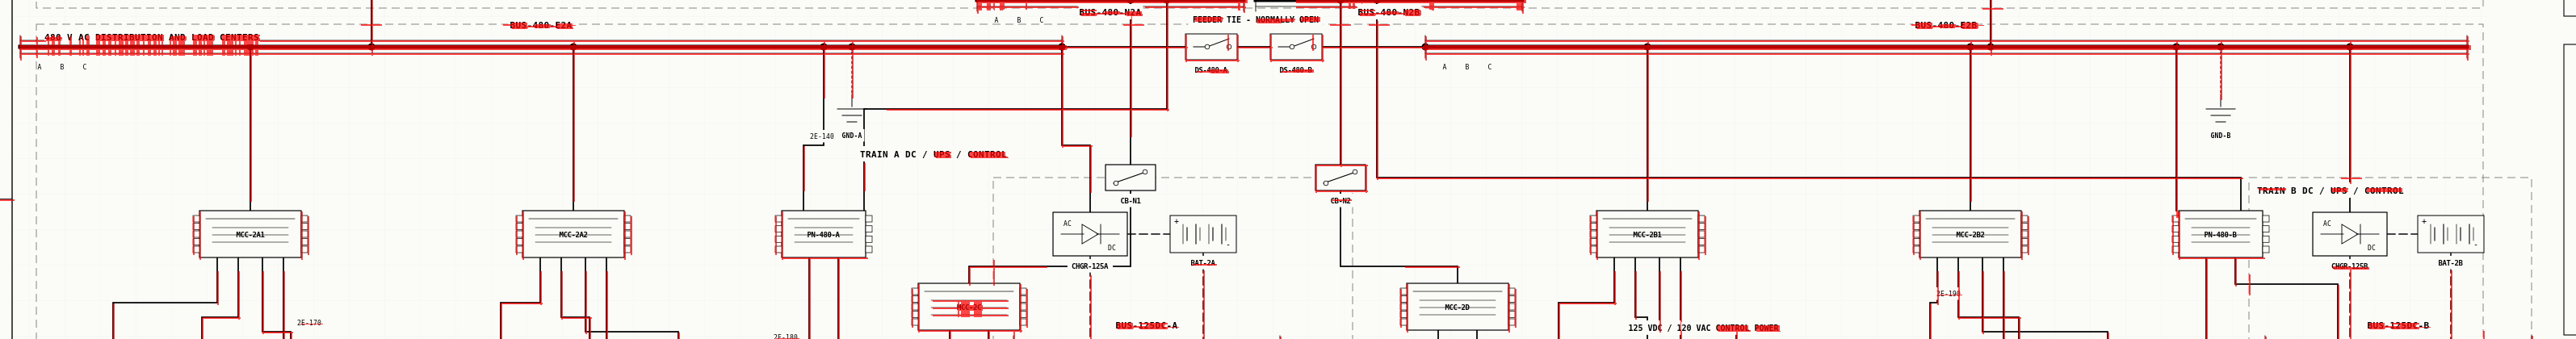 BUS-480-N2A
BUS-480-N2B
A B C
FEEDER TIE - NORMALLY OPEN
BUS-480-E2A
BUS-480-E2B
480 V AC DISTRIBUTION AND LOAD CENTERS
A B C
DS-480-A
DS-480-B
A B C
2E-140
GND-A
GND-B
TRAIN A DC / UPS / CONTROL
TRAIN B DC / UPS / CONTROL
CB-N1
CB-N2
MCC-2A1
MCC-2A2
PN-480-A
AC
DC
+
-
MCC-2B1
MCC-2B2
PN-480-B
AC
DC
+
-
CHGR-125A
BAT-2A
CHGR-125B
BAT-2B
MCC-2C
MCC-2D
2E-190
2E-170
BUS-125DC-A
125 VDC / 120 VAC CONTROL POWER
BUS-125DC-B
2E-180